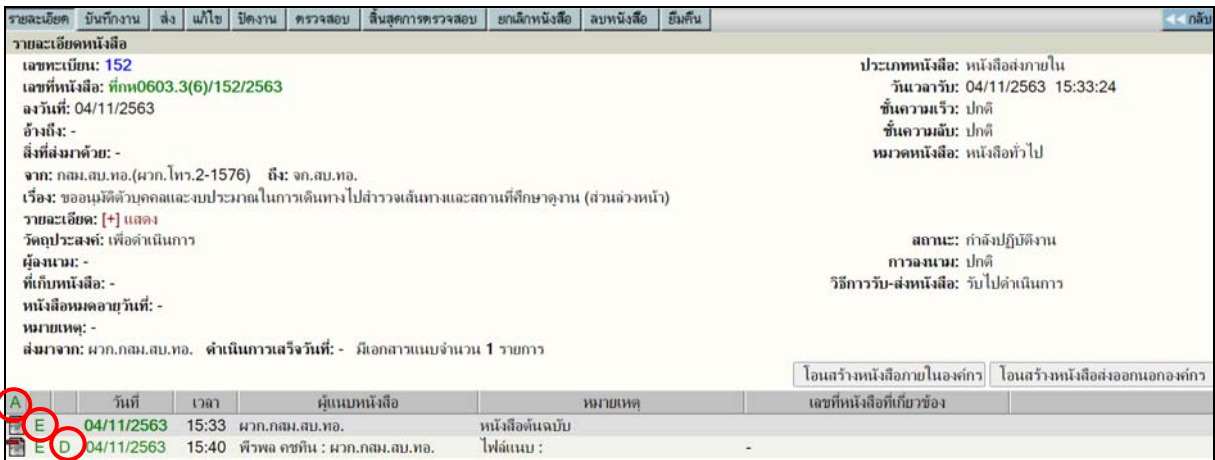 รายละเอียด บันทึกงาน ส่ง แก้ไข ปิดงาน ตรวจสอบ สิ้นสุดการตรวจสอบ ยกเลิกหนังสือ ลบหนังสือ ยืมคืน << กลับ
รายละเอียดหนังสือ
เลขทะเบียน: 152 ประเภทหนังสือ: หนังสือส่งภายใน
เลขที่หนังสือ: ที่กห0603.3(6)/152/2563 วันเวลารับ: 04/11/2563 15:33:24
ลงวันที่: 04/11/2563 ชั้นความเร็ว: ปกติ
อ้างถึง: - ชั้นความลับ: ปกติ
สิ่งที่ส่งมาด้วย: - หมวดหนังสือ: หนังสือทั่วไป
จาก: กสม.สบ.ทอ.(ผวก.โทร.2-1576) ถึง: จก.สบ.ทอ.
เรื่อง: ขออนุมัติตัวบุคคลและงบประมาณในการเดินทางไปสำรวจเส้นทางและสถานที่ศึกษาดูงาน (ส่วนล่วงหน้า)
รายละเอียด: [+] แสดง
วัตถุประสงค์: เพื่อดำเนินการ สถานะ: กำลังปฏิบัติงาน
ผู้ลงนาม: - การลงนาม: ปกติ
ที่เก็บหนังสือ: - วิธีการรับ-ส่งหนังสือ: รับไปดำเนินการ
หนังสือหมดอายุวันที่: -
หมายเหตุ: -
ส่งมาจาก: ผวก.กสม.สบ.ทอ. ดำเนินการเสร็จวันที่: - มีเอกสารแนบจำนวน 1 รายการ
โอนสร้างหนังสือภายในองค์กร โอนสร้างหนังสือส่งออกนอกองค์กร
A วันที่ เวลา ผู้แนบหนังสือ หมายเหตุ เลขที่หนังสือที่เกี่ยวข้อง
E 04/11/2563 15:33 ผวก.กสม.สบ.ทอ. หนังสือต้นฉบับ
E D 04/11/2563 15:40 พีรพล คชทิน : ผวก.กสม.สบ.ทอ. ไฟล์แนบ : -